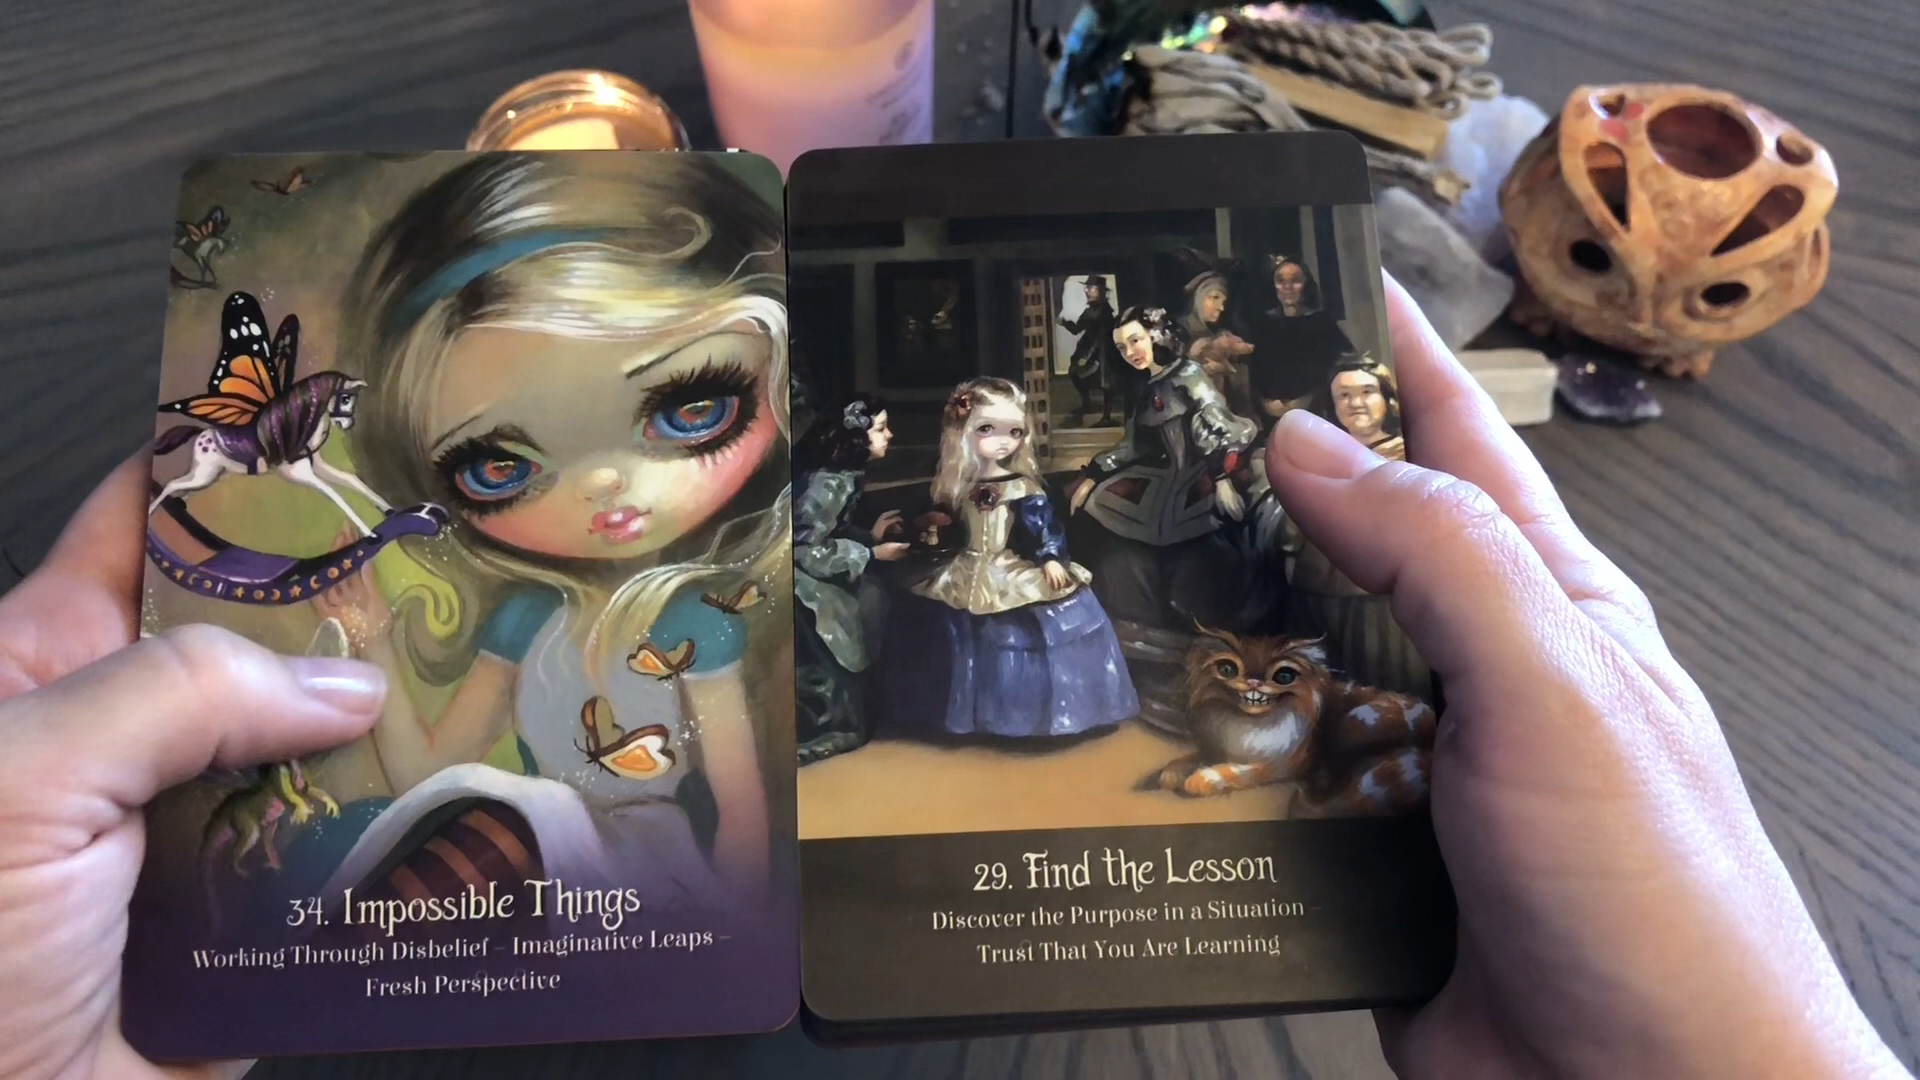 34. Impossible Things
Working Through Disbelief – Imaginative Leaps –
Fresh Perspective
29. Find the Lesson
Discover the Purpose in a Situation –
Trust That You Are Learning